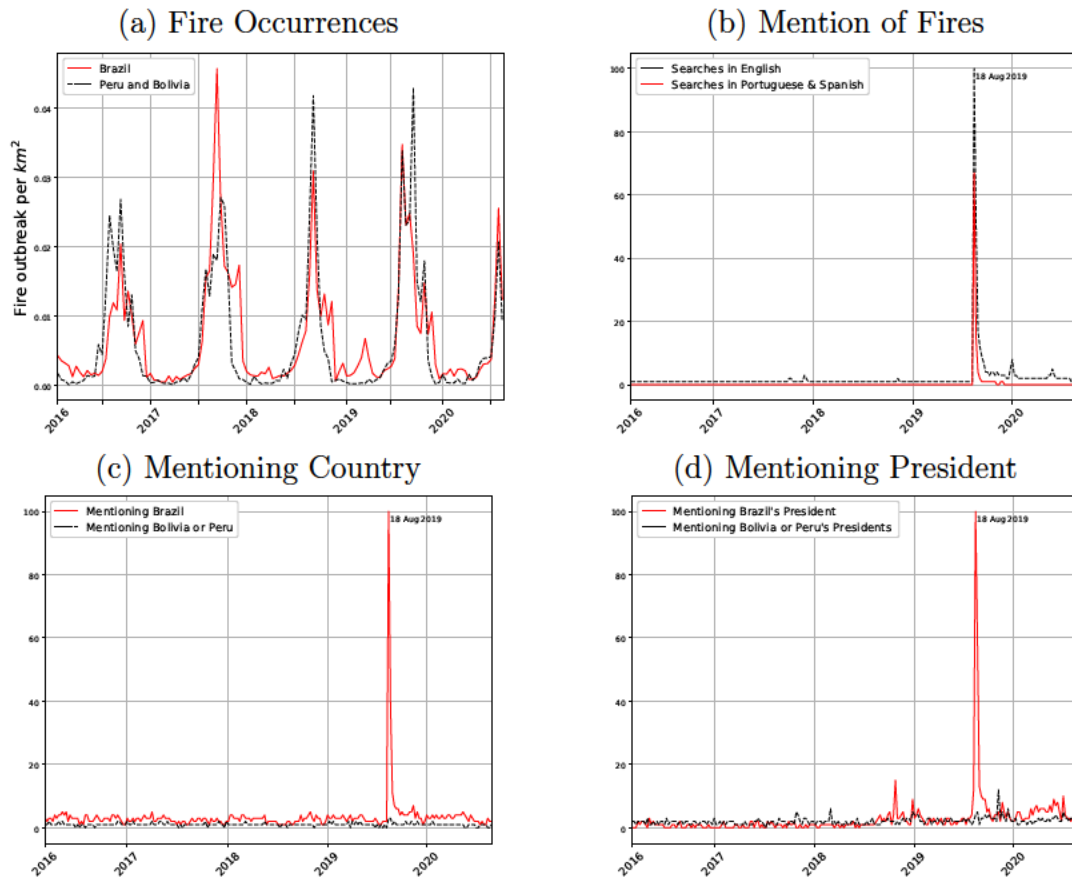 (a) Fire Occurrences
Brazil
Peru and Bolivia
Fire outbreak per km²
0.04
0.03
0.02
0.01
0.00
2016
2017
2018
2019
2020
(b) Mention of Fires
Searches in English
Searches in Portuguese & Spanish
18 Aug 2019
100
80
60
40
20
0
2016
2017
2018
2019
2020
(c) Mentioning Country
Mentioning Brazil
Mentioning Bolivia or Peru
18 Aug 2019
100
80
60
40
20
0
2016
2017
2018
2019
2020
(d) Mentioning President
Mentioning Brazil's President
Mentioning Bolivia or Peru's Presidents
18 Aug 2019
100
80
60
40
20
0
2016
2017
2018
2019
2020